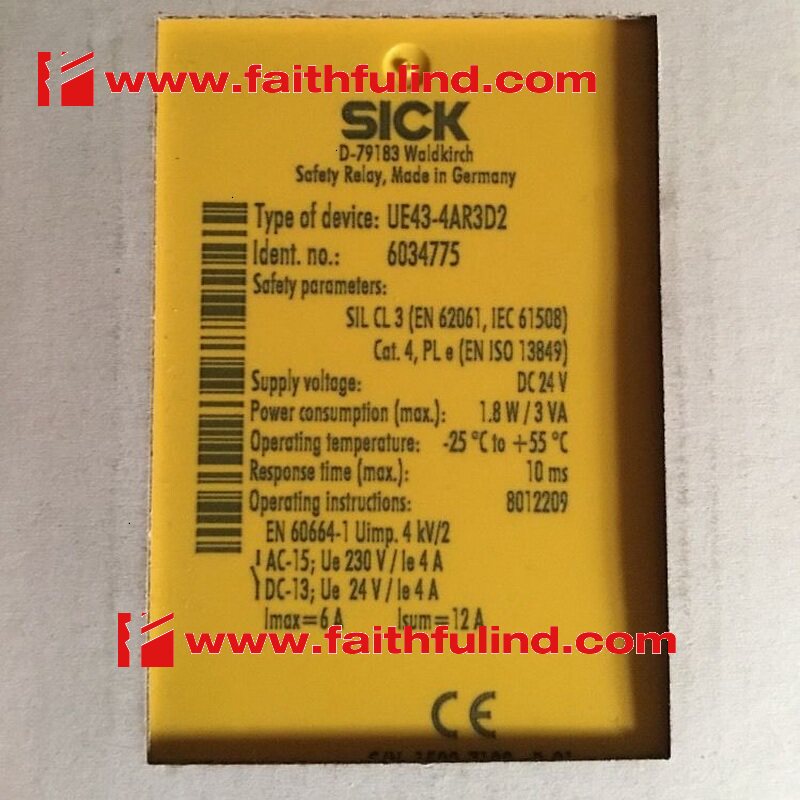 www.faithfulind.com
SICK
D-79183 Waldkirch
Safety Relay, Made in Germany
Type of device: UE43-4AR3D2
Ident. no.: 6034775
Safety parameters:
SIL CL 3 (EN 62061, IEC 61508)
Cat. 4, PL e (EN ISO 13849)
Supply voltage: DC 24 V
Power consumption (max.): 1.8 W / 3 VA
Operating temperature: -25 °C to +55 °C
Response time (max.): 10 ms
Operating instructions: 8012209
EN 60664-1 Uimp. 4 kV/2
AC-15; Ue 230 V / Ie 4 A
DC-13; Ue 24 V / Ie 4 A
Imax=6 A Isum=12 A
www.faithfulind.com
CE